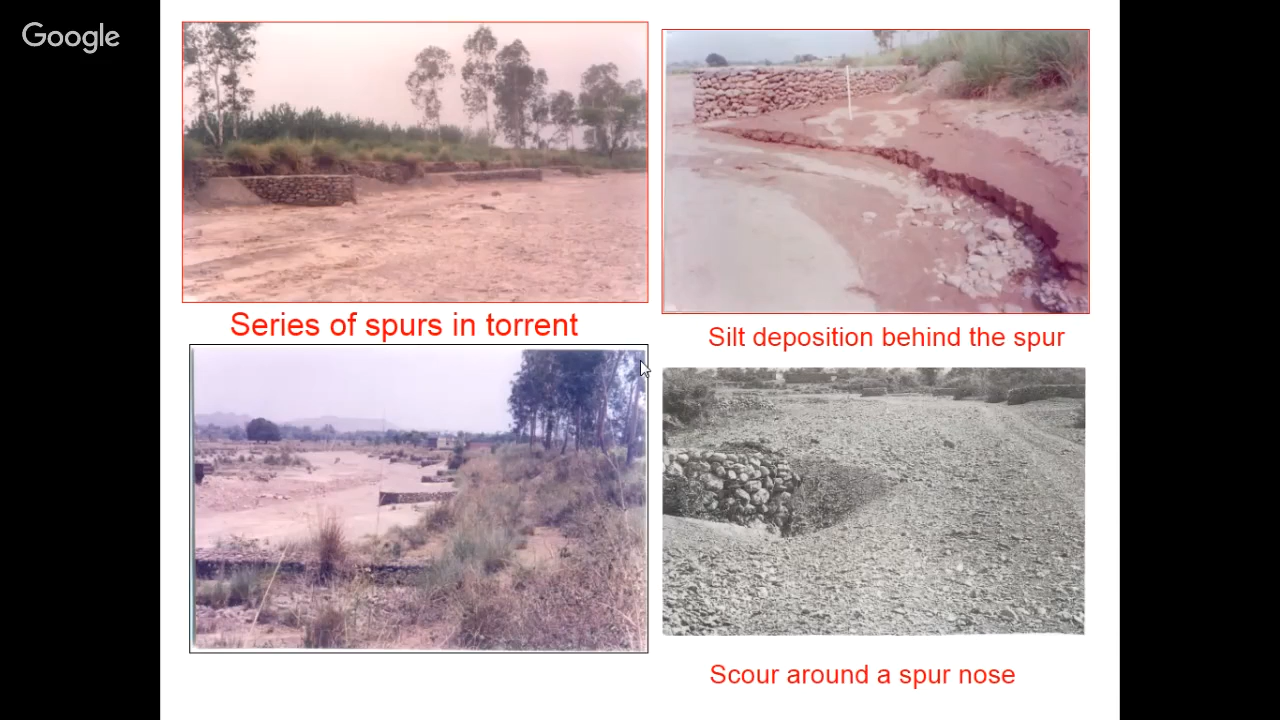 Google
Series of spurs in torrent
Silt deposition behind the spur
Scour around a spur nose